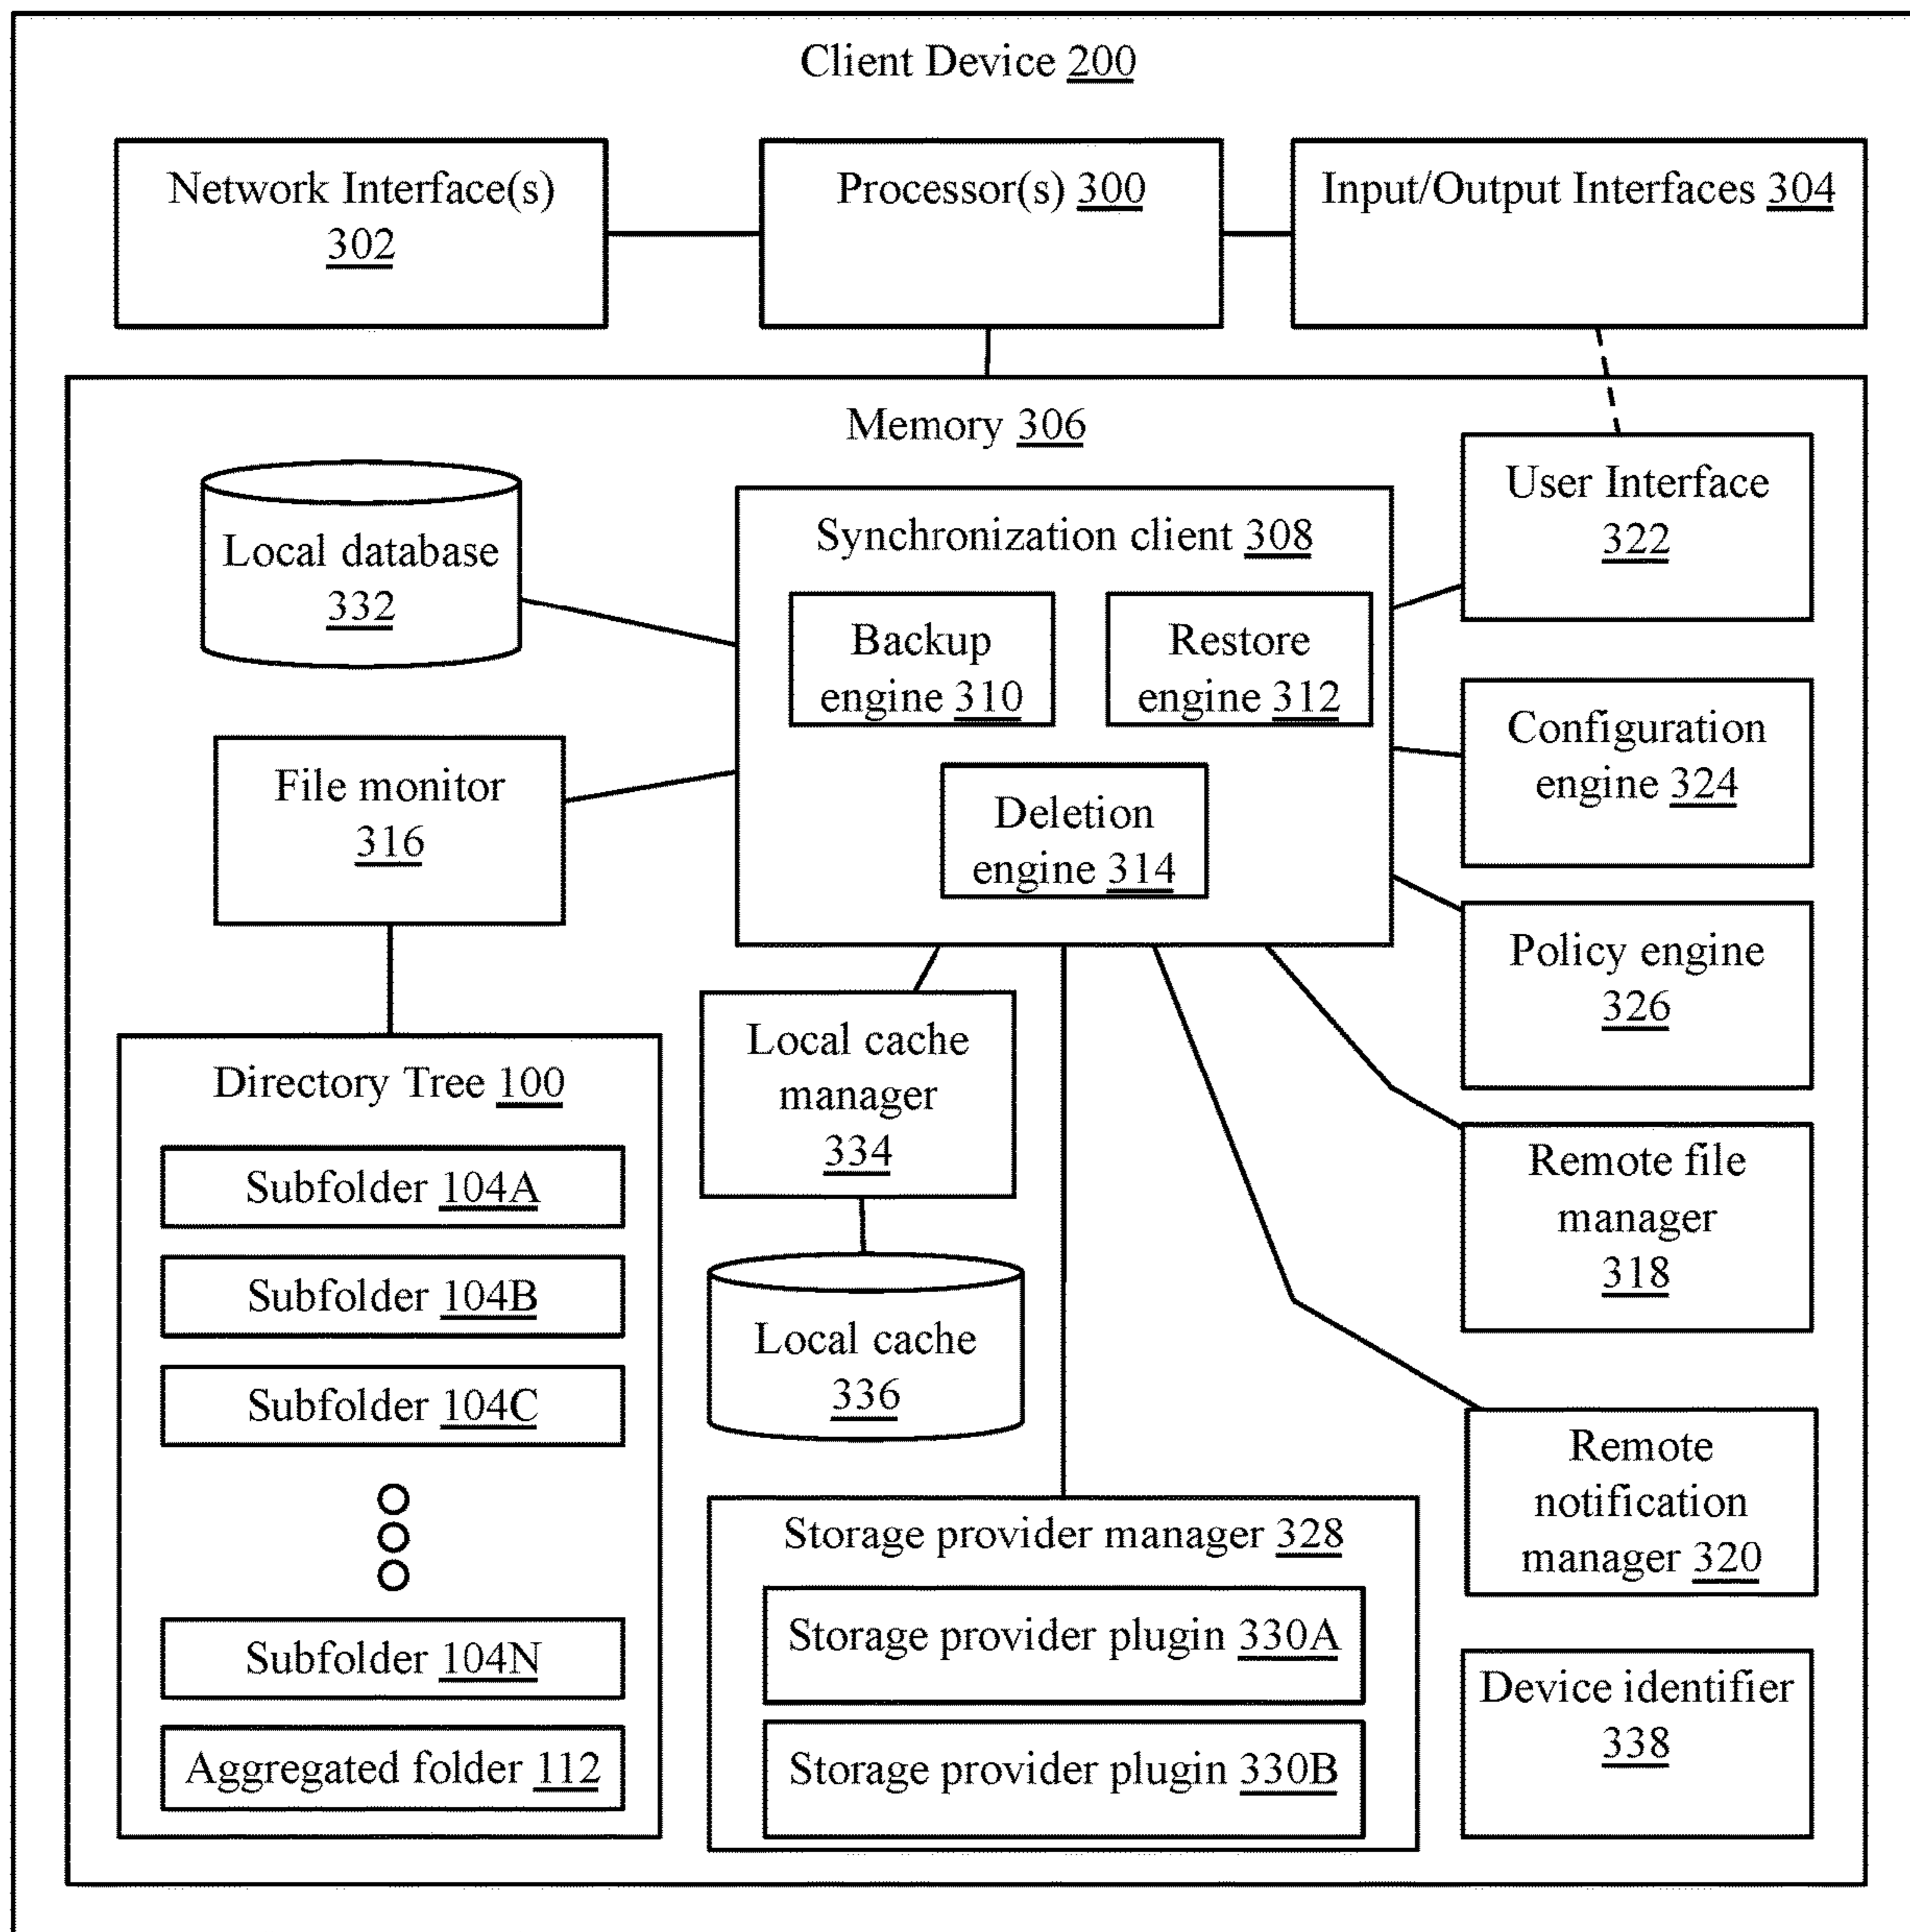 Client Device 200
Network Interface(s)
302
Processor(s) 300
Input/Output Interfaces 304
Memory 306
Local database
332
Synchronization client 308
Backup
engine 310
Restore
engine 312
Deletion
engine 314
User Interface
322
Configuration
engine 324
Policy engine
326
File monitor
316
Directory Tree 100
Subfolder 104A
Subfolder 104B
Subfolder 104C
Subfolder 104N
Aggregated folder 112
Local cache
manager
334
Local cache
336
Remote file
manager
318
Remote
notification
manager 320
Storage provider manager 328
Storage provider plugin 330A
Storage provider plugin 330B
Device identifier
338